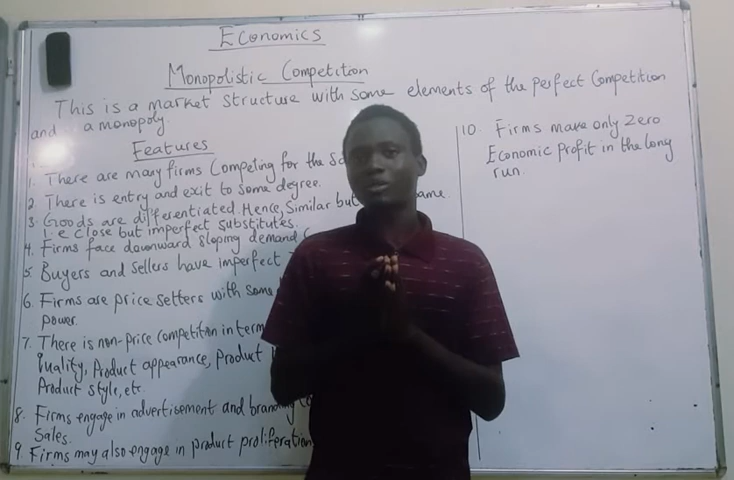 Economics
Monopolistic Competition
This is a market structure with some elements of the perfect Competition
and a monopoly.
Features
1. There are many firms Competing for the
2 There is entry and exit to some degree.
3. Goods are differentiated. Hence, Similar but
i.e close but imperfect substitutes.
4. Firms face downward sloping demand
5. Buyers and Sellers have imperfect
6. Firms are price setters with some
power.
7. There is non-price competition in
Quality, Product appearance, Product
Product style, etc.
8. Firms engage in advertisement and branding
Sales.
9. Firms may also engage in product proliferation
10. Firms make only Zero
Economic Profit in the long
run.